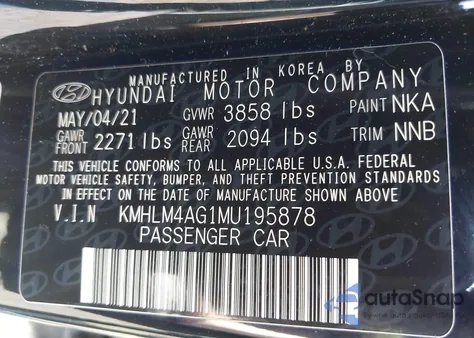 MANUFACTURED IN KOREA BY
HYUNDAI MOTOR COMPANY
MAY/04/21 GVWR 3858 lbs PAINT NKA
GAWR FRONT 2271 lbs GAWR REAR 2094 lbs TRIM NNB
THIS VEHICLE CONFORMS TO ALL APPLICABLE U.S.A. FEDERAL
MOTOR VEHICLE SAFETY, BUMPER, AND THEFT PREVENTION STANDARDS
IN EFFECT ON THE DATE OF MANUFACTURE SHOWN ABOVE
V.I.N KMHLM4AG1MU195878
PASSENGER CAR
autoSnap